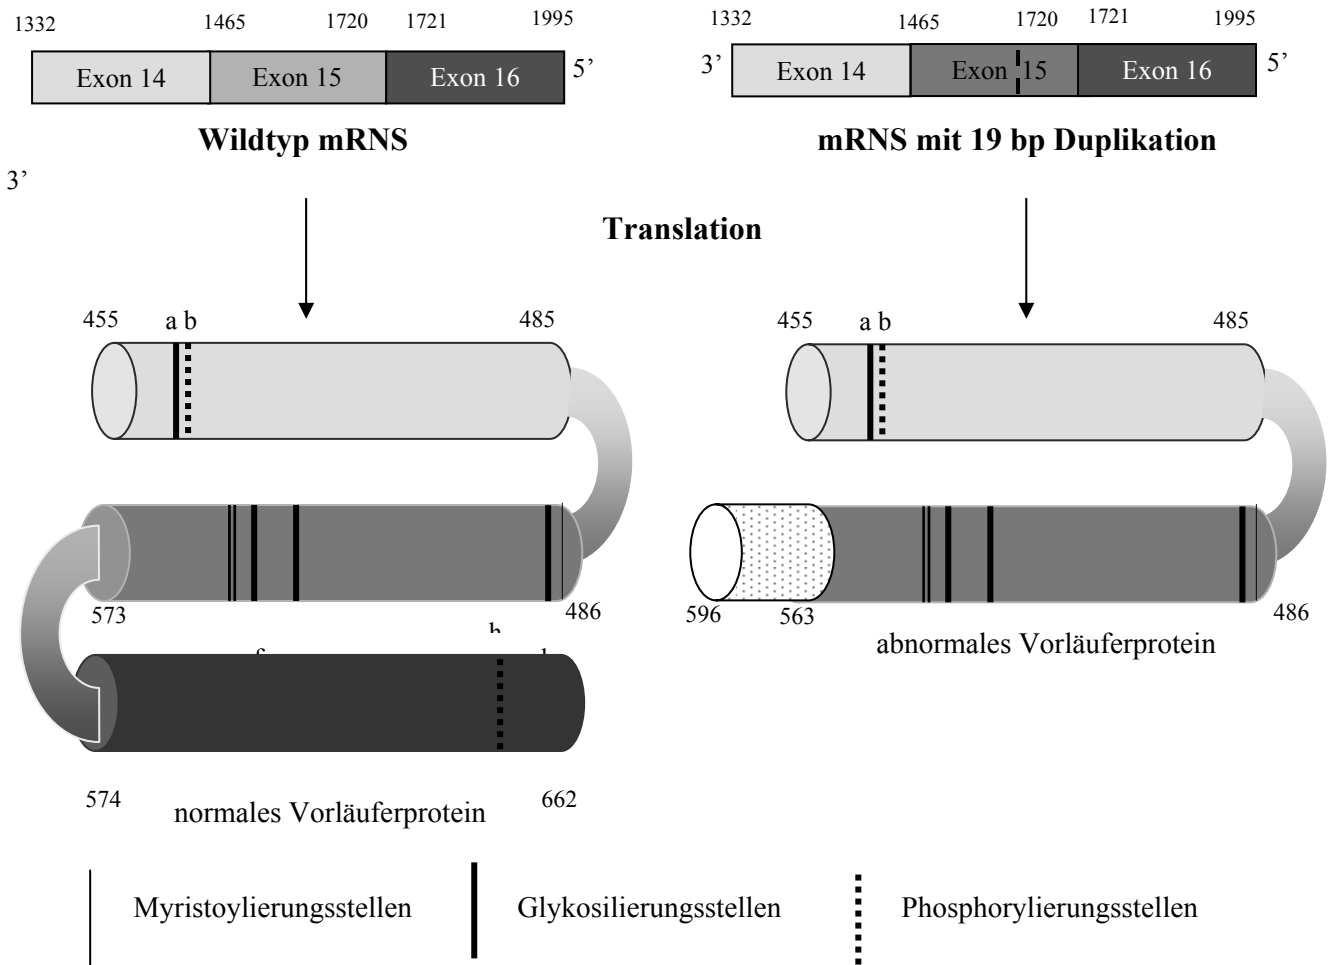 1332 1465 1720 1721 1995
Exon 14 Exon 15 Exon 16 5’
Wildtyp mRNS
3’
1332 1465 1720 1721 1995
3’ Exon 14 Exon 15 Exon 16 5’
mRNS mit 19 bp Duplikation
Translation
455 a b 485
573 486
h
574 662
normales Vorläuferprotein
455 a b 485
596 563 486
abnormales Vorläuferprotein
Myristoylierungsstellen Glykosilierungsstellen Phosphorylierungsstellen